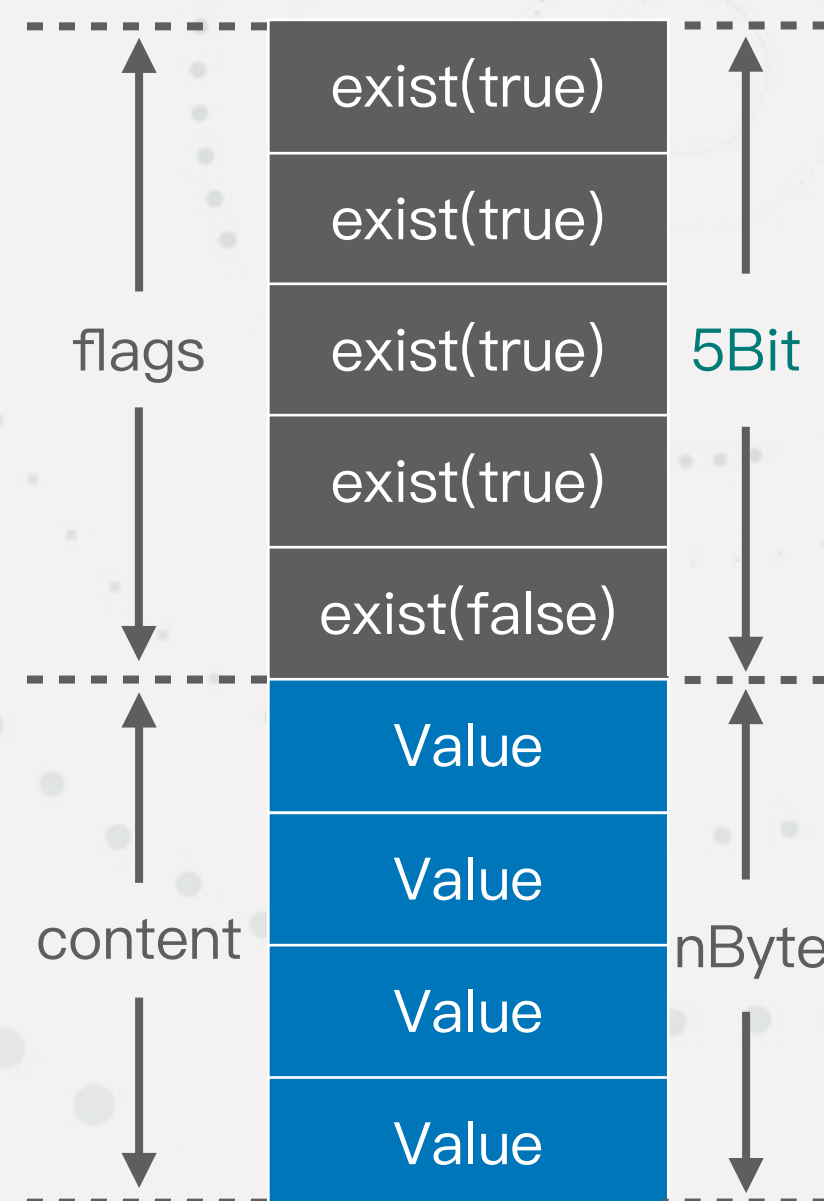 exist(true)
exist(true)
flags
exist(true)
5Bit
exist(true)
exist(false)
Value
Value
content
nByte
Value
Value